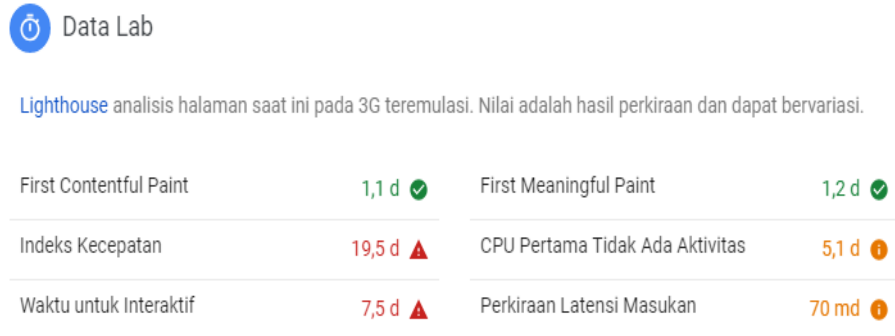 Data Lab
Lighthouse analisis halaman saat ini pada 3G teremulasi. Nilai adalah hasil perkiraan dan dapat bervariasi.
First Contentful Paint 1,1 d
First Meaningful Paint 1,2 d
Indeks Kecepatan 19,5 d
CPU Pertama Tidak Ada Aktivitas 5,1 d
Waktu untuk Interaktif 7,5 d
Perkiraan Latensi Masukan 70 md